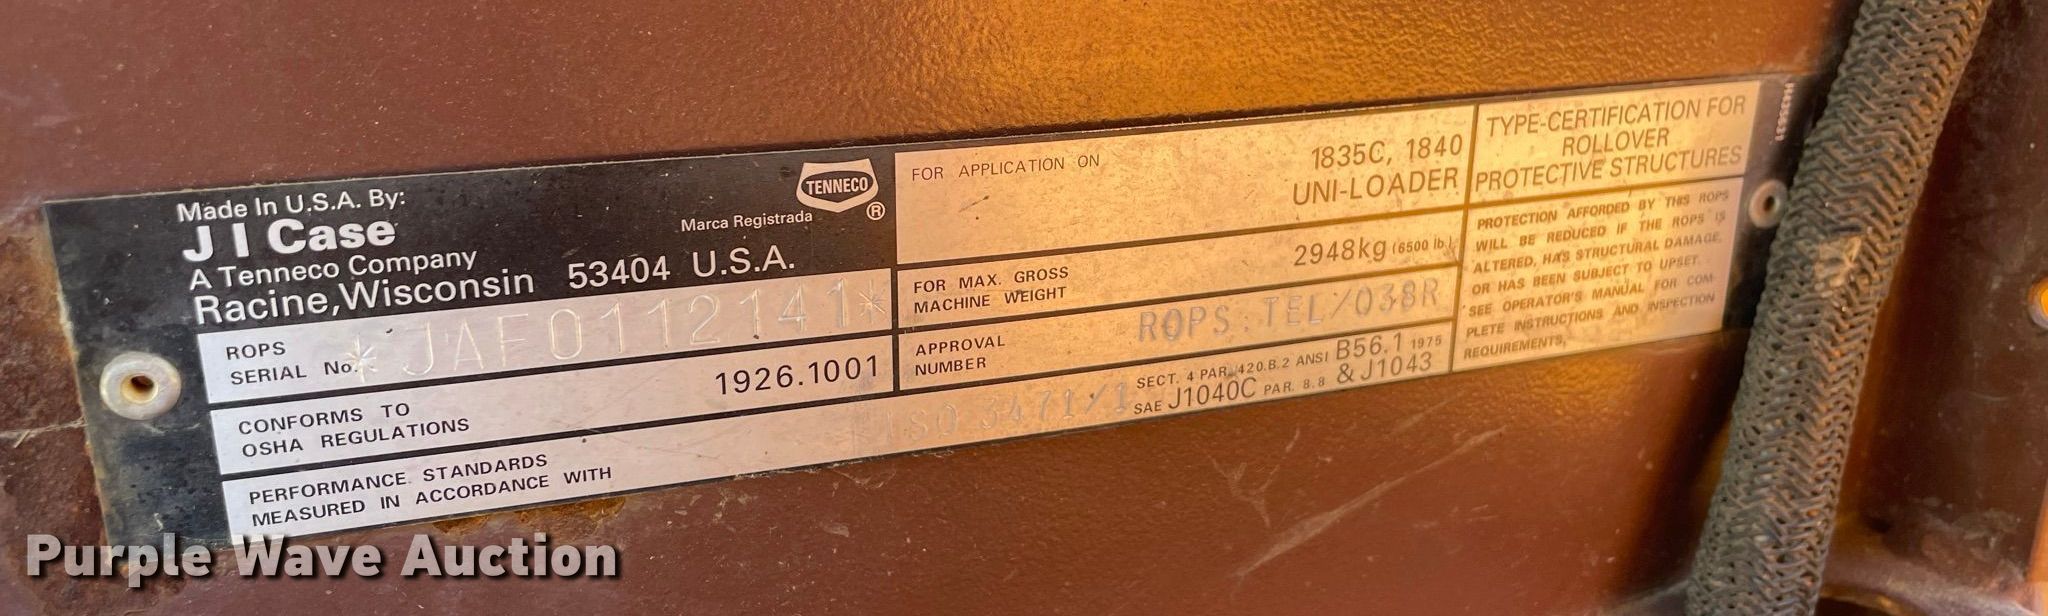 Made In U.S.A. By:
J I Case
A Tenneco Company
Racine, Wisconsin 53404 U.S.A.
TENNECO
®
Marca Registrada
ROPS
SERIAL No. *JAF0112141*
CONFORMS TO
OSHA REGULATIONS
1926.1001
PERFORMANCE STANDARDS
MEASURED IN ACCORDANCE WITH
ISO 3471/1
SECT. 4 PAR. 420.B.2 ANSI B56.1 1975
SAE J1040C PAR. 8.8 & J1043
FOR APPLICATION ON
1835C, 1840
UNI-LOADER
FOR MAX. GROSS
MACHINE WEIGHT
2948kg (6500 lb.)
APPROVAL
NUMBER
ROPS:TEL/038R
TYPE-CERTIFICATION FOR
ROLLOVER
PROTECTIVE STRUCTURES
PROTECTION AFFORDED BY THIS ROPS
WILL BE REDUCED IF THE ROPS IS
ALTERED, HAS STRUCTURAL DAMAGE,
OR HAS BEEN SUBJECT TO UPSET.
SEE OPERATOR'S MANUAL FOR COM-
PLETE INSTRUCTIONS AND INSPECTION
REQUIREMENTS.
Purple Wave Auction